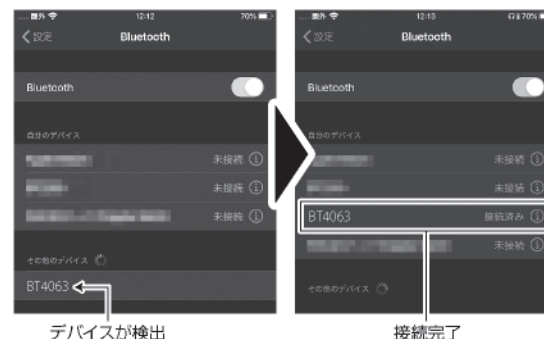 圏外 12:12 70%
設定 Bluetooth
Bluetooth
自分のデバイス
未接続
未接続
未接続
その他のデバイス
BT4063
デバイスが検出
圏外 12:13 70%
設定 Bluetooth
Bluetooth
自分のデバイス
未接続
未接続
BT4063 接続済み
未接続
その他のデバイス
接続完了